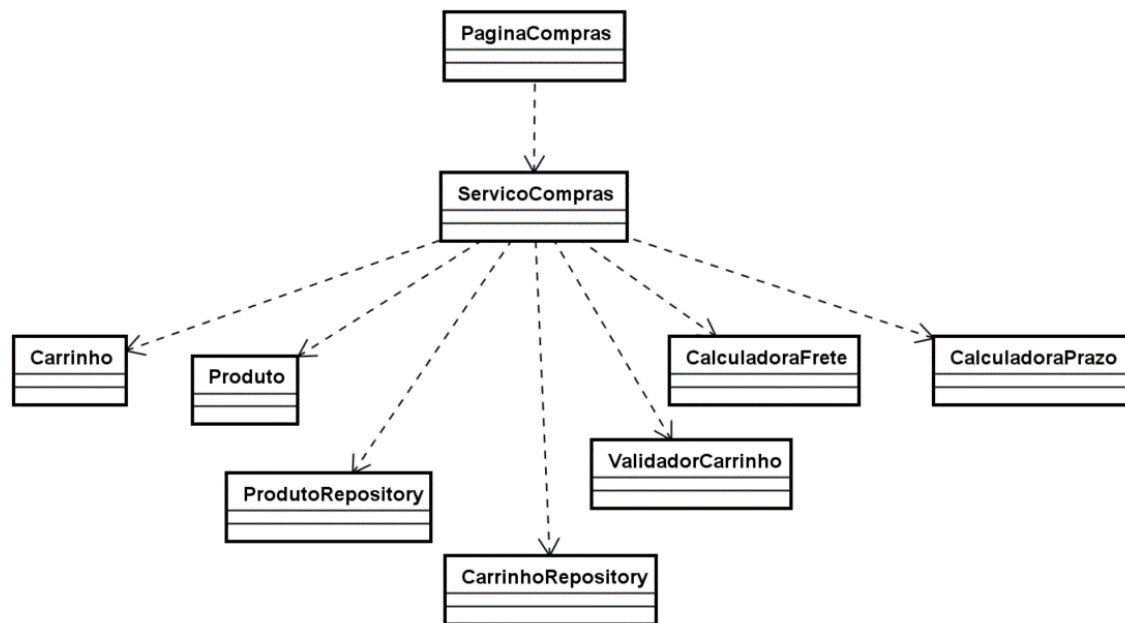 PaginaCompras
ServicoCompras
Carrinho
Produto
CalculadoraFrete
CalculadoraPrazo
ValidadorCarrinho
ProdutoRepository
CarrinhoRepository